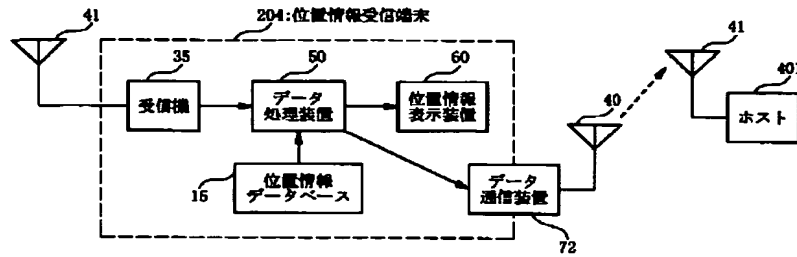 204:位置情報受信端末
41
35
50
60
41
401
受信機
データ
処理装置
位置情報
表示装置
40
ホスト
15
位置情報
データベース
データ
通信装置
72